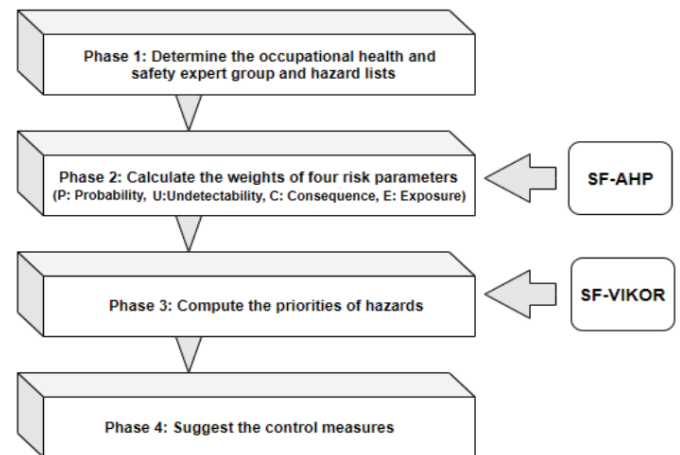 Phase 1: Determine the occupational health and
safety expert group and hazard lists
Phase 2: Calculate the weights of four risk parameters
(P: Probability, U:Undetectability, C: Consequence, E: Exposure)
SF-AHP
Phase 3: Compute the priorities of hazards
SF-VIKOR
Phase 4: Suggest the control measures